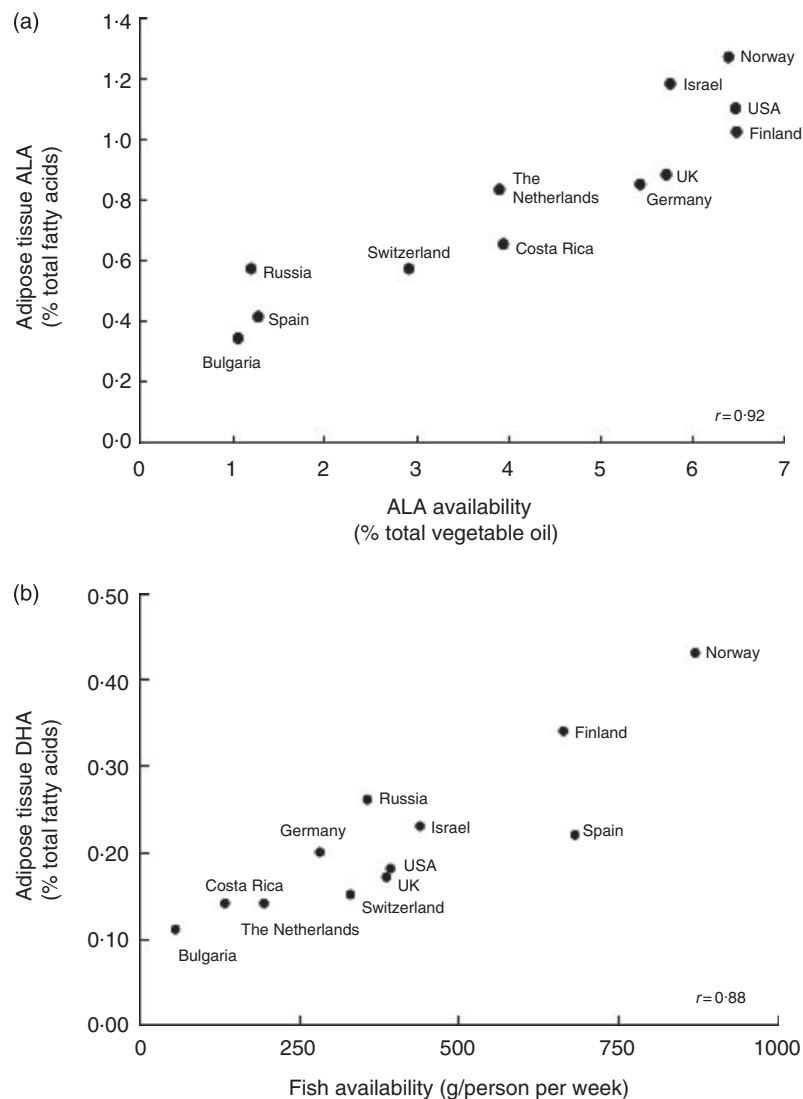 (a)
Adipose tissue ALA
(% total fatty acids)
1·4
1·2
1·0
0·8
0·6
0·4
0·2
0·0
Norway
Israel
USA
Finland
The
Netherlands
UK
Germany
Costa Rica
Switzerland
Russia
Spain
Bulgaria
r=0·92
0 1 2 3 4 5 6 7
ALA availability
(% total vegetable oil)
(b)
Adipose tissue DHA
(% total fatty acids)
0·50
0·40
0·30
0·20
0·10
0·00
Norway
Finland
Russia
Israel
Spain
Germany
USA
UK
Costa Rica
Switzerland
The Netherlands
Bulgaria
r=0·88
0 250 500 750 1000
Fish availability (g/person per week)